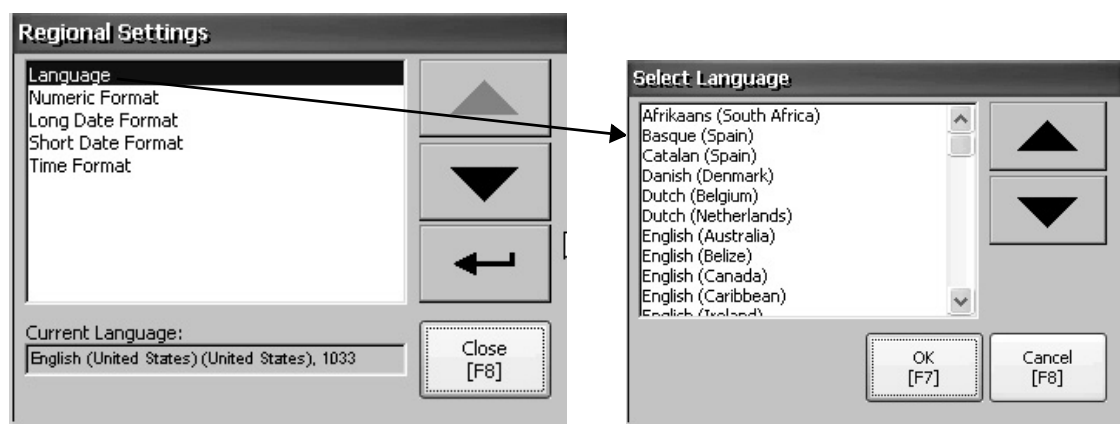 Regional Settings
Language
Numeric Format
Long Date Format
Short Date Format
Time Format
Current Language:
English (United States) (United States), 1033
Close
[F8]
Select Language
Afrikaans (South Africa)
Basque (Spain)
Catalan (Spain)
Danish (Denmark)
Dutch (Belgium)
Dutch (Netherlands)
English (Australia)
English (Belize)
English (Canada)
English (Caribbean)
English (Ireland)
OK
[F7]
Cancel
[F8]